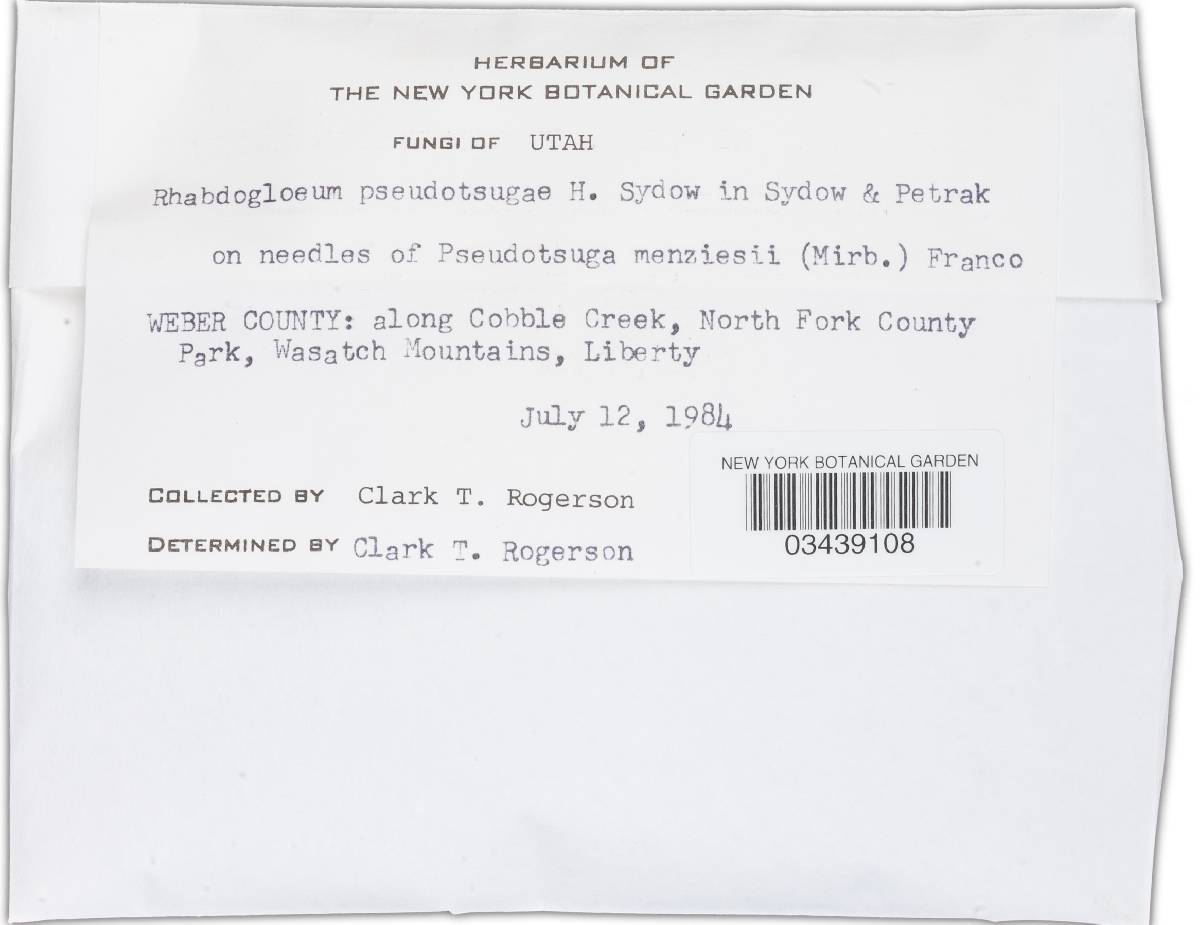 HERBARIUM OF
THE NEW YORK BOTANICAL GARDEN
FUNGI OF UTAH
Rhabdogloeum pseudotsugae H. Sydow in Sydow & Petrak
on needles of Pseudotsuga menziesii (Mirb.) Franco
WEBER COUNTY: along Cobble Creek, North Fork County
Park, Wasatch Mountains, Liberty
July 12, 1984
COLLECTED BY Clark T. Rogerson
DETERMINED BY Clark T. Rogerson
NEW YORK BOTANICAL GARDEN
03439108